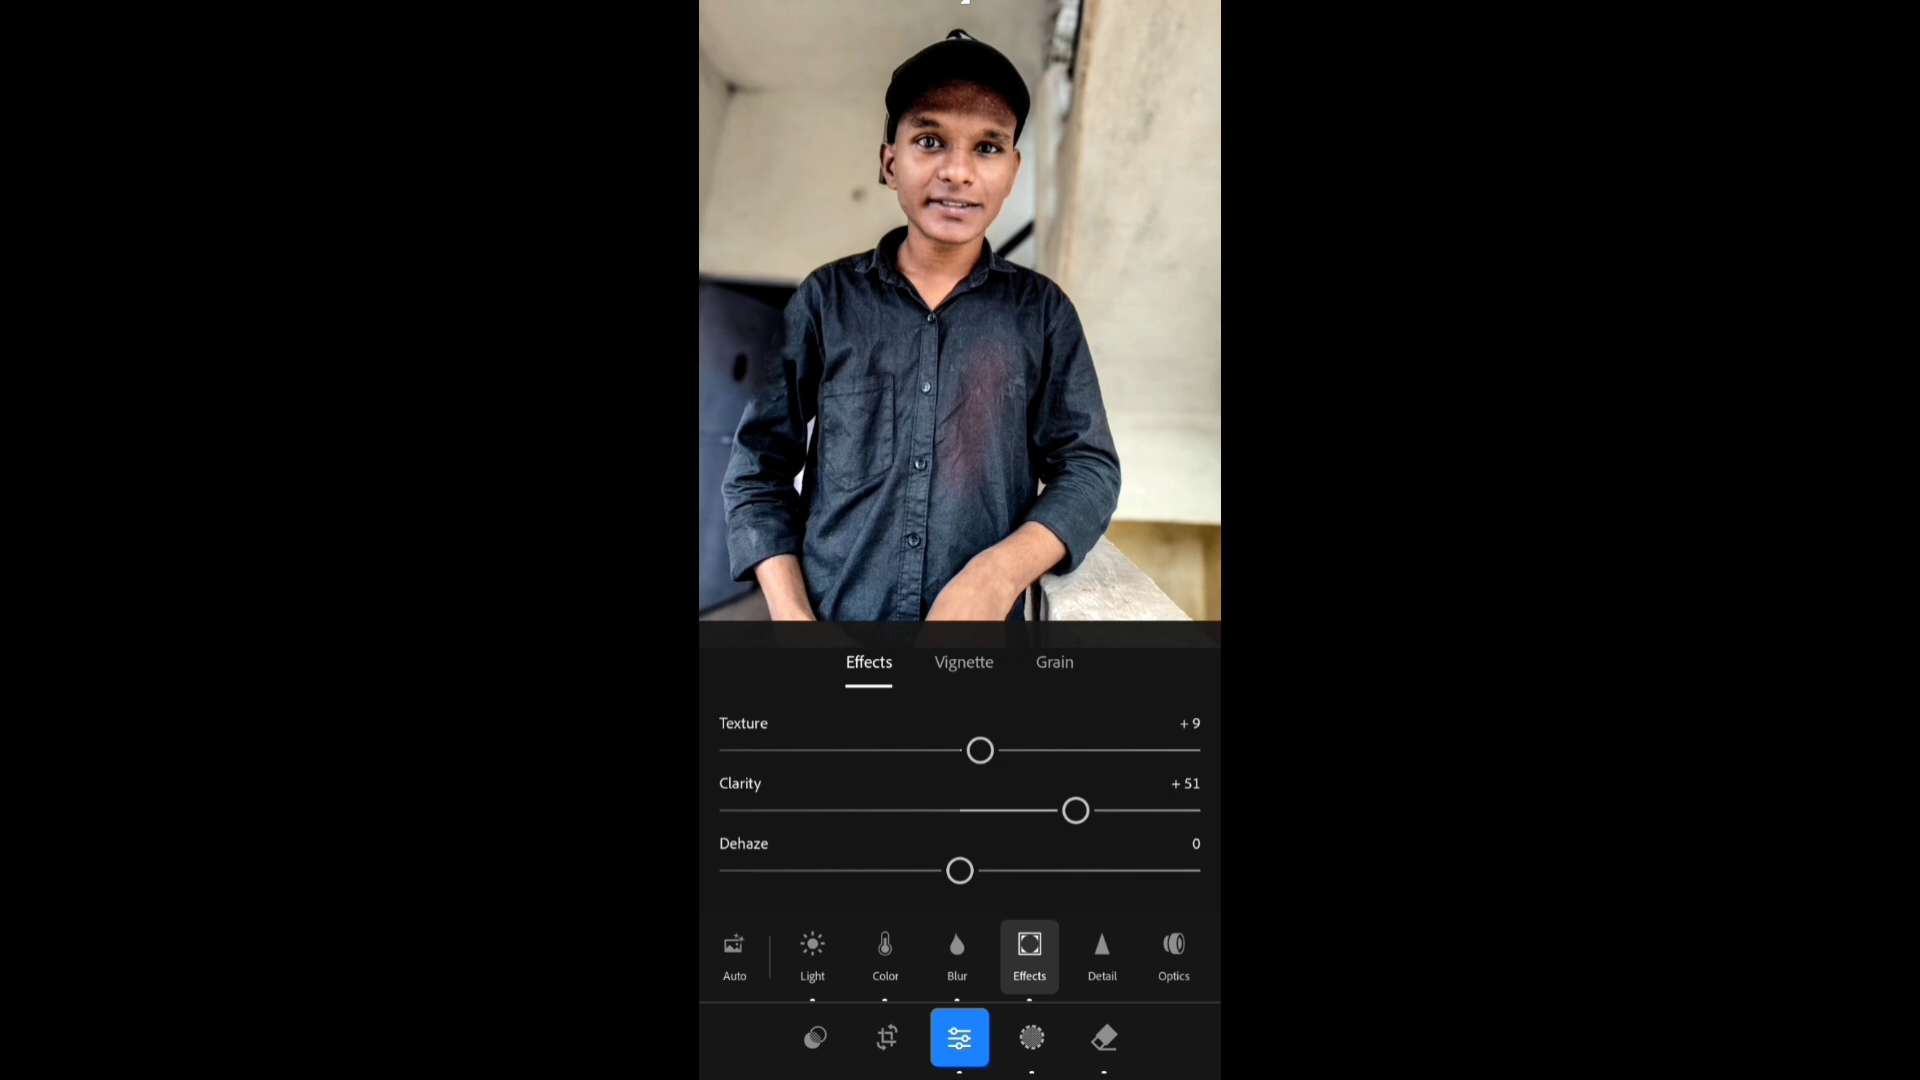 Effects Vignette Grain
Texture + 9
Clarity + 51
Dehaze 0
Auto Light Color Blur Effects Detail Optics